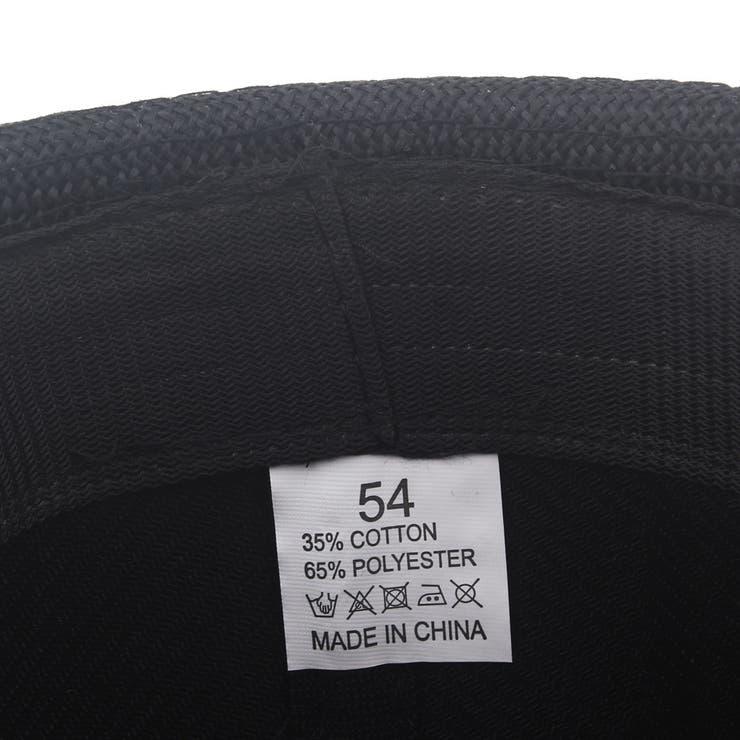 54
35% COTTON
65% POLYESTER
MADE IN CHINA